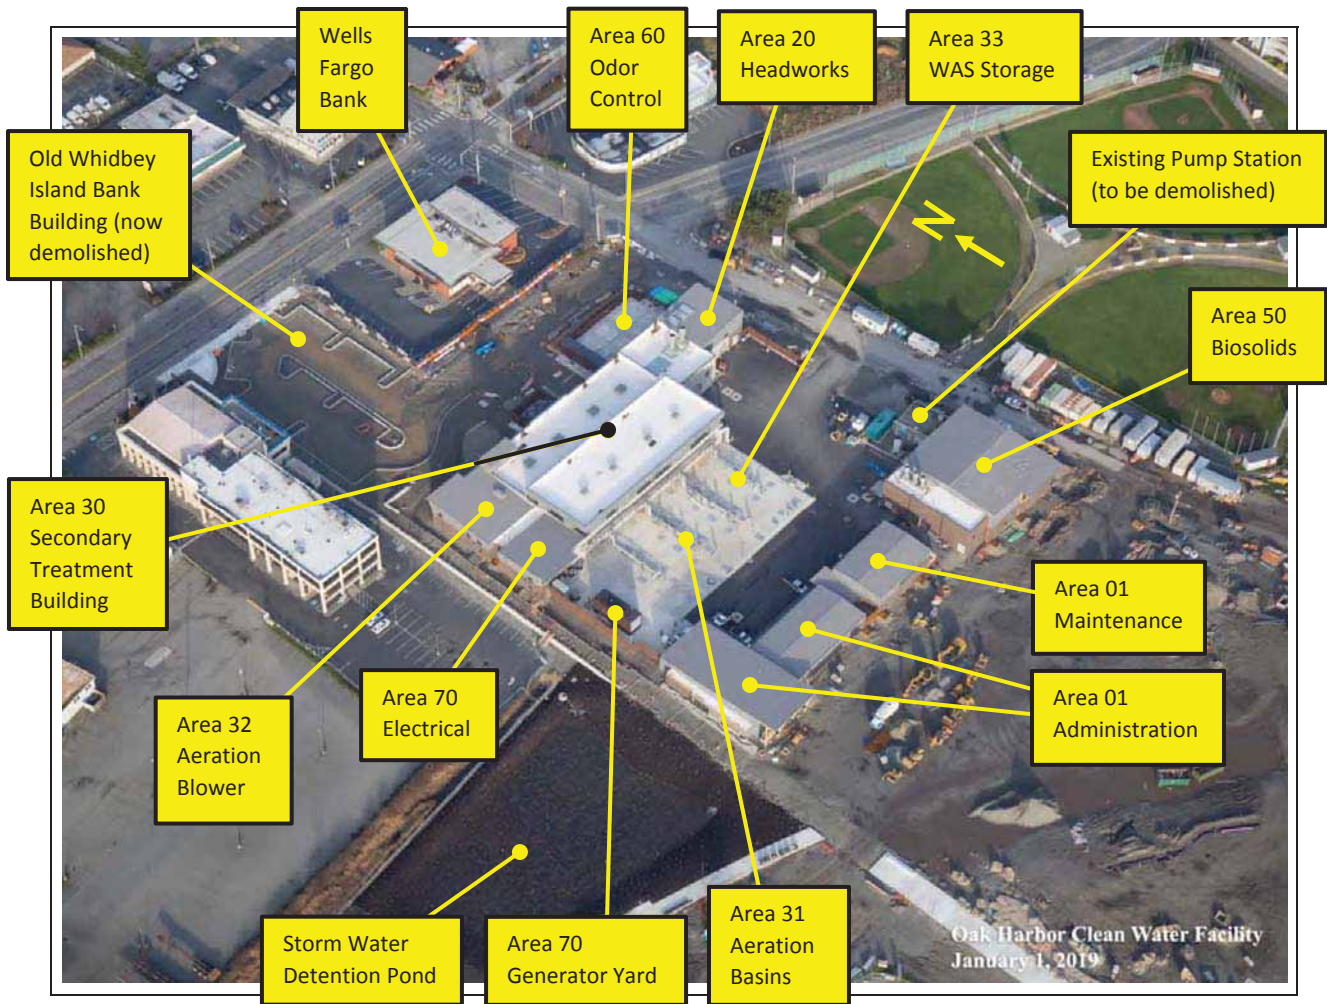 Wells
Fargo
Bank
Area 60
Odor
Control
Area 20
Headworks
Area 33
WAS Storage
Old Whidbey
Island Bank
Building (now
demolished)
Existing Pump Station
(to be demolished)
N
Area 50
Biosolids
Area 30
Secondary
Treatment
Building
Area 01
Maintenance
Area 32
Aeration
Blower
Area 70
Electrical
Area 01
Administration
Storm Water
Detention Pond
Area 70
Generator Yard
Area 31
Aeration
Basins
Oak Harbor Clean Water Facility
January 1, 2019